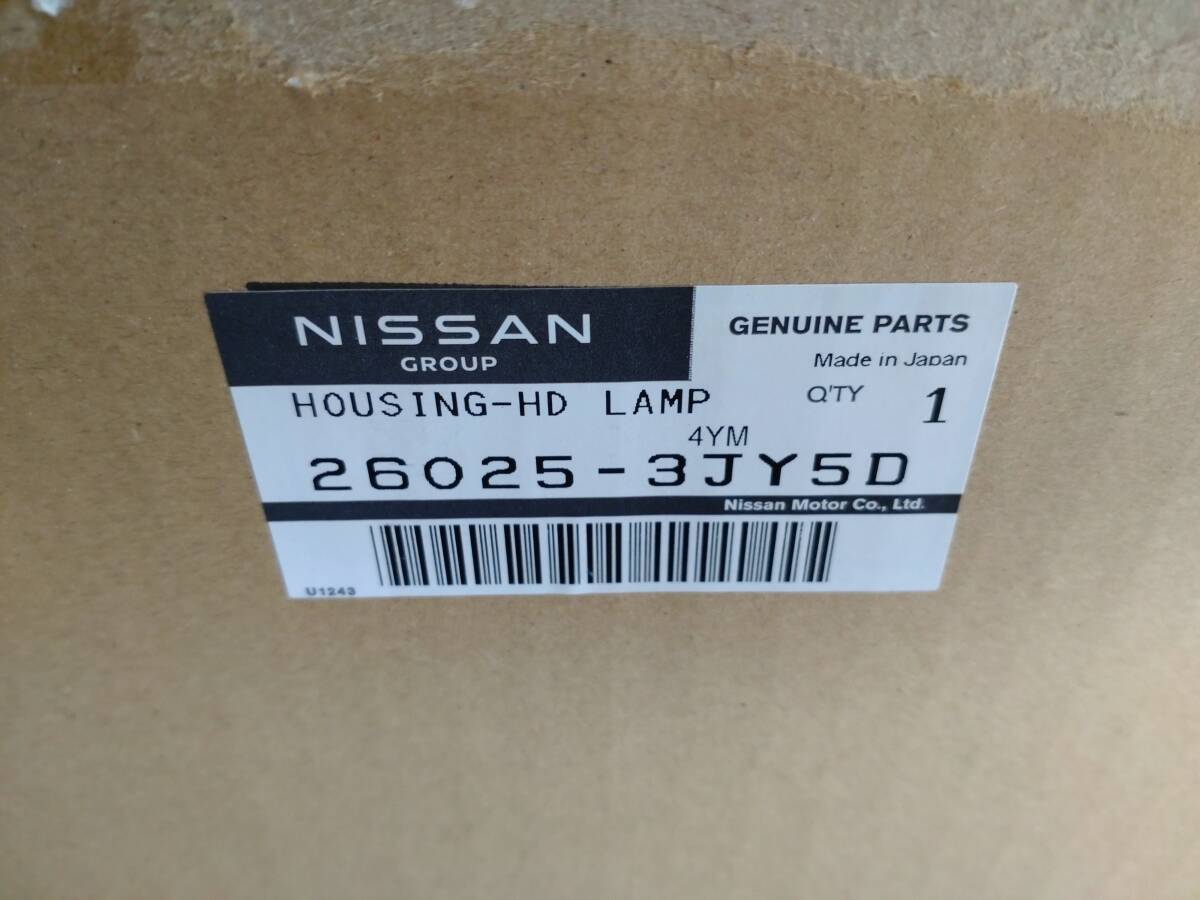 NISSAN
GROUP
GENUINE PARTS
Made in Japan
HOUSING-HD LAMP
Q'TY 1
4YM
26025-3JY5D
Nissan Motor Co., Ltd.
U1243